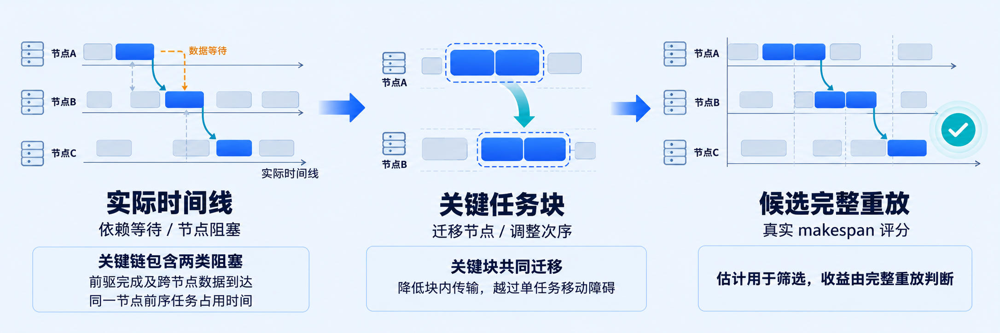 节点A
数据等待
节点B
节点C
实际时间线
实际时间线
依赖等待 / 节点阻塞
关键链包含两类阻塞
前驱完成及跨节点数据到达
同一节点前序任务占用时间
节点A
节点B
关键任务块
迁移节点 / 调整次序
关键块共同迁移
降低块内传输，越过单任务移动障碍
节点A
节点B
节点C
候选完整重放
真实 makespan 评分
估计用于筛选，收益由完整重放判断